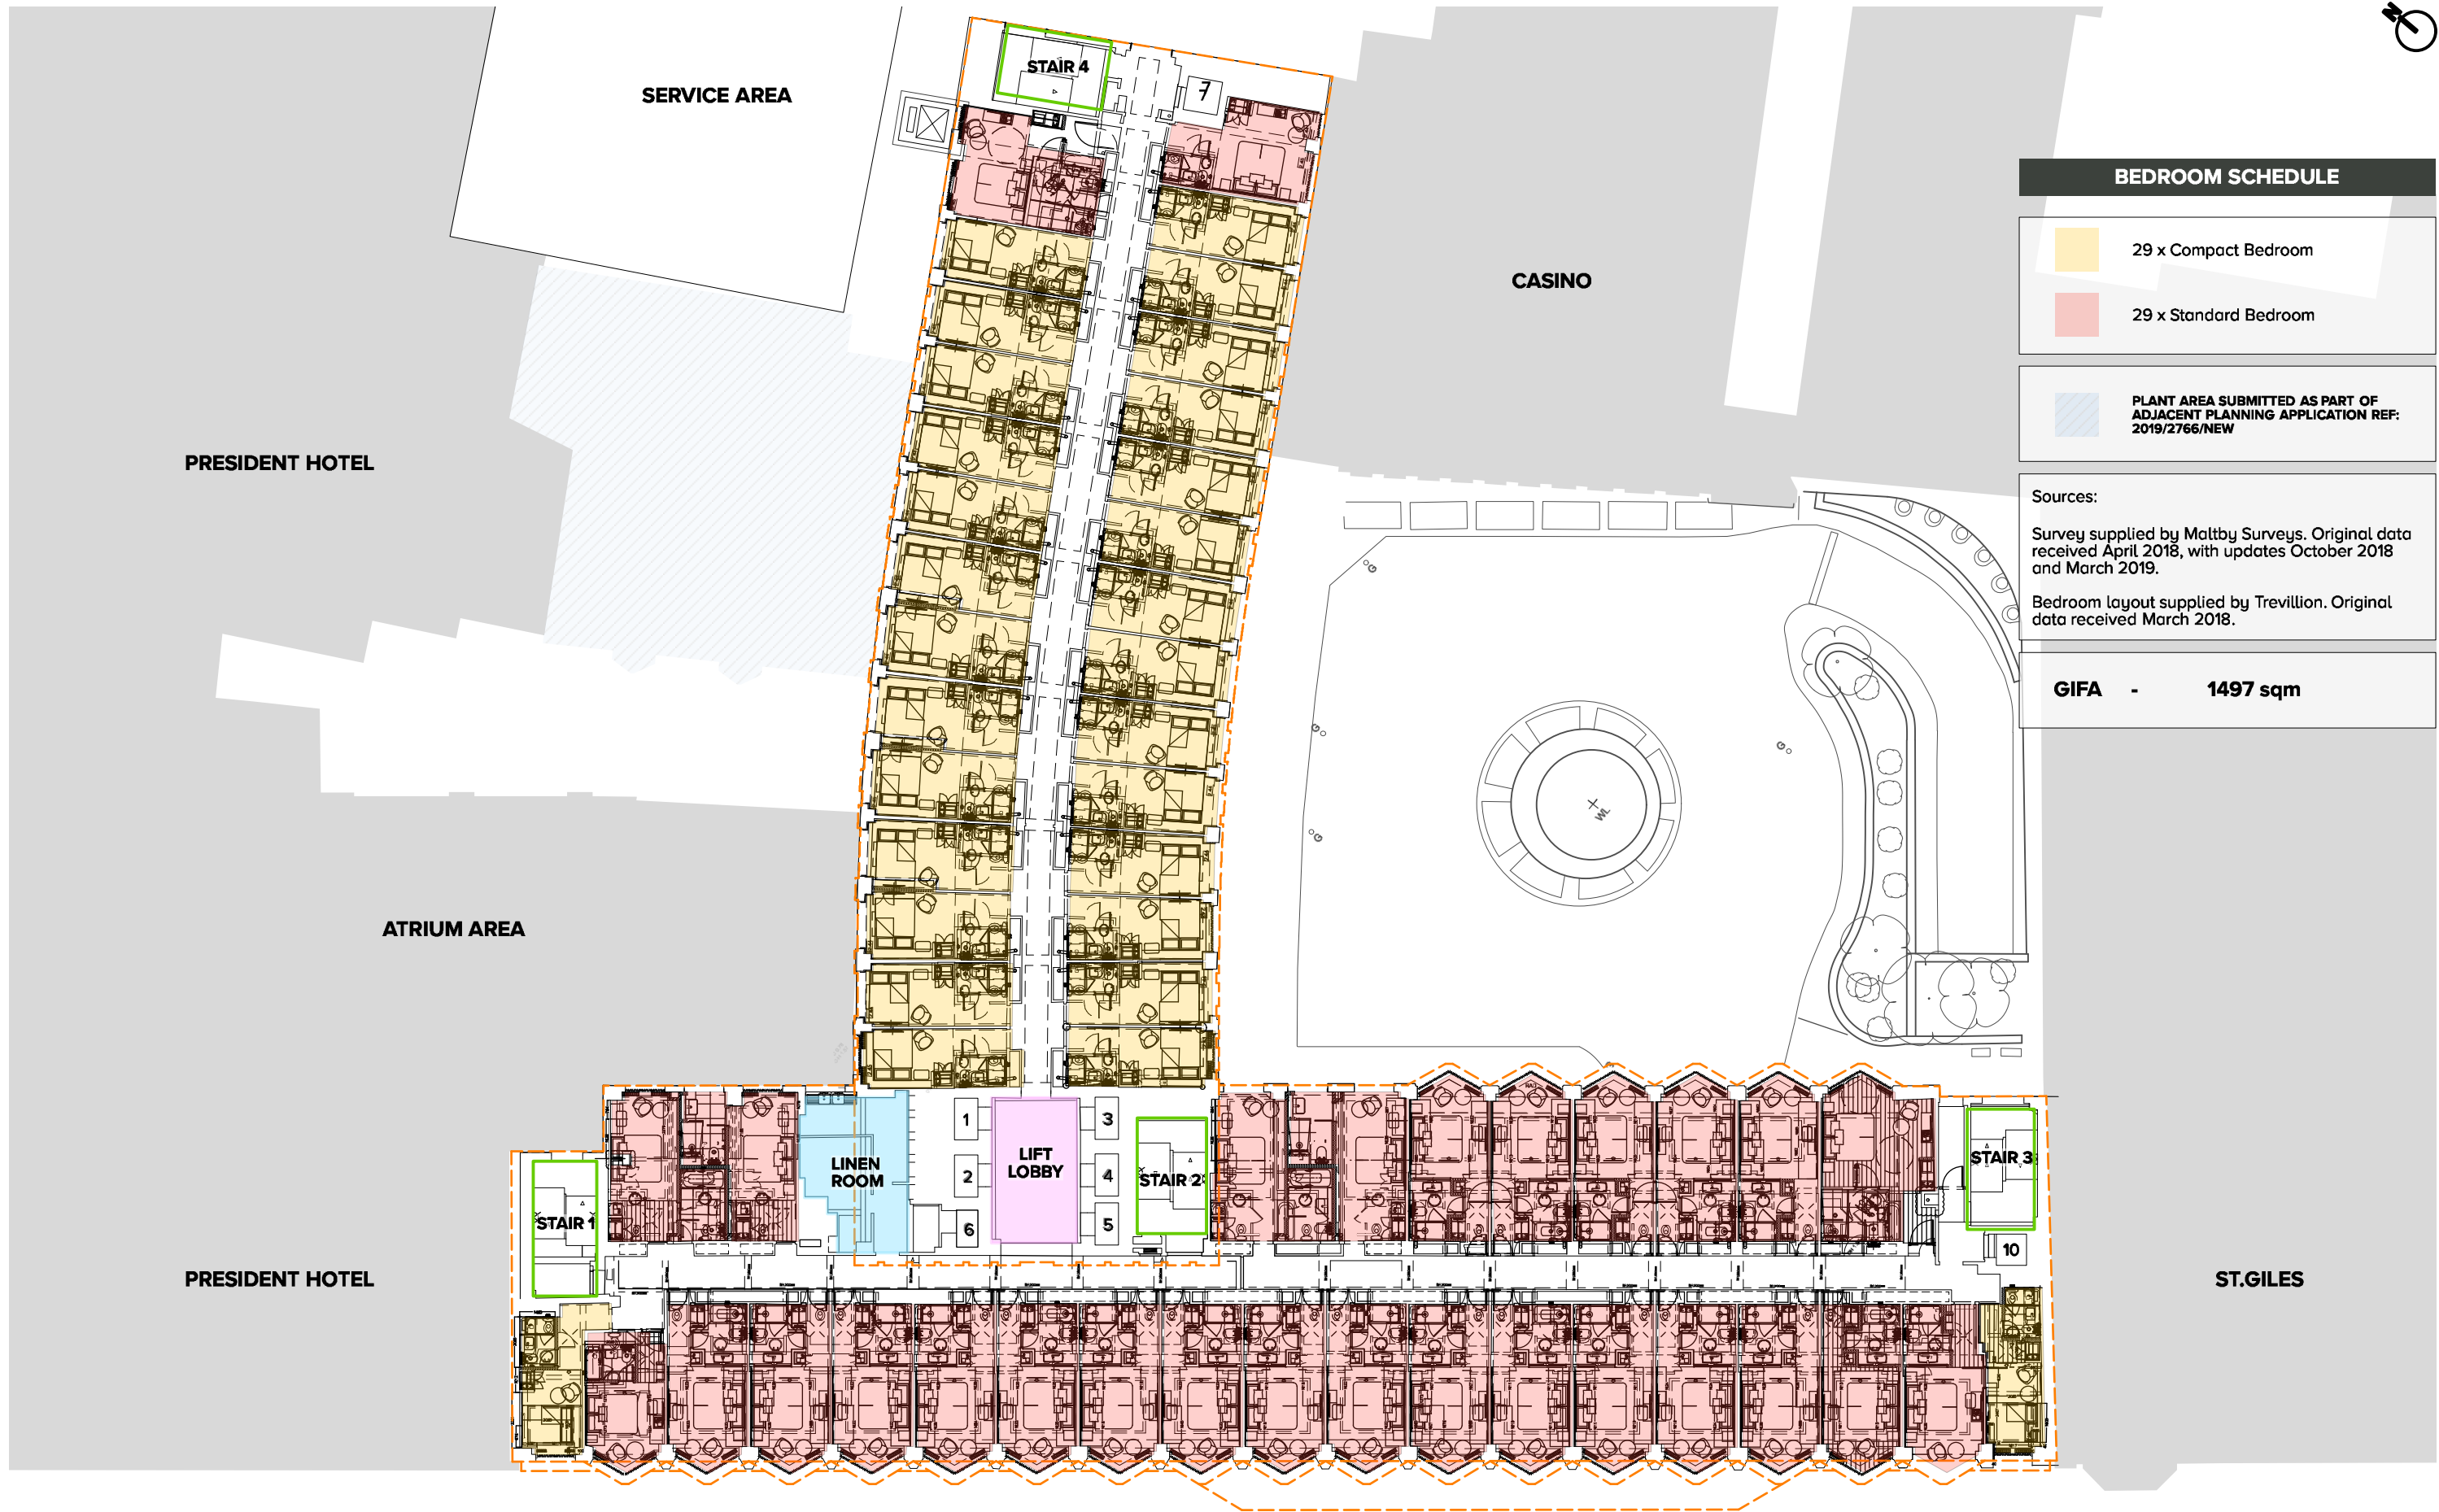 N
STAIR 4
7
SERVICE AREA
BEDROOM SCHEDULE
29 x Compact Bedroom
CASINO
29 x Standard Bedroom
PLANT AREA SUBMITTED AS PART OF
ADJACENT PLANNING APPLICATION REF:
2019/2766/NEW
PRESIDENT HOTEL
Sources:
Survey supplied by Maltby Surveys. Original data
received April 2018, with updates October 2018
and March 2019.
Bedroom layout supplied by Trevillion. Original
data received March 2018.
G
GIFA - 1497 sqm
G
G
WL
G
ATRIUM AREA
1
3
LIFT
LOBBY
LINEN
ROOM
2
4
STAIR 2
STAIR 3
STAIR 1
6
5
10
PRESIDENT HOTEL
ST.GILES